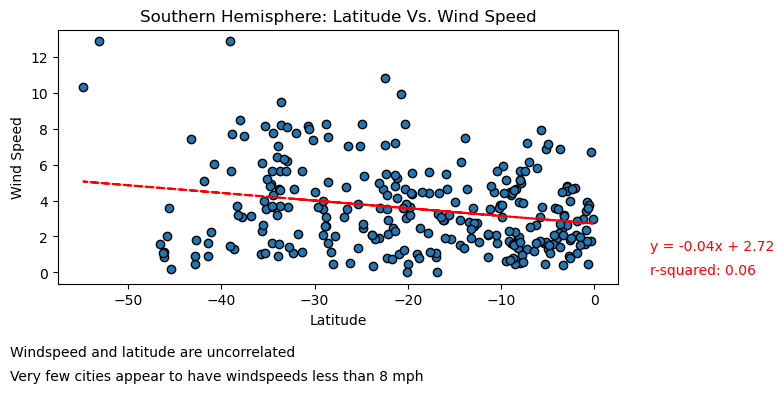 Southern Hemisphere: Latitude Vs. Wind Speed
12
10
8
6
4
2
0
Wind Speed
−50
−40
−30
−20
−10
0
Latitude
y = -0.04x + 2.72
r-squared: 0.06
Windspeed and latitude are uncorrelated
Very few cities appear to have windspeeds less than 8 mph